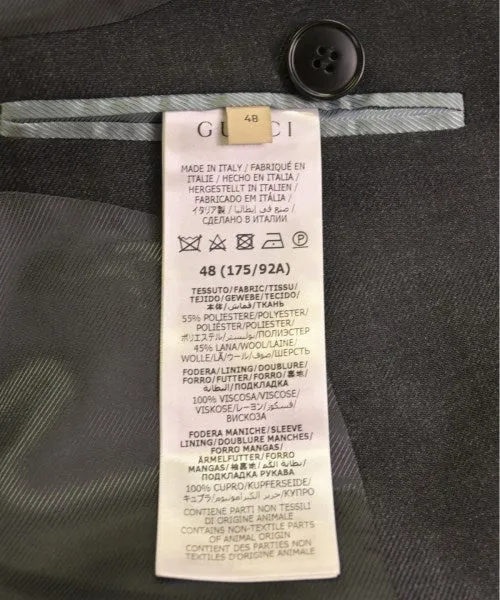 48
GUCCI
MADE IN ITALY / FABRIQUÉ EN
ITALIE / HECHO EN ITALIA /
HERGESTELLT IN ITALIEN /
FABRICADO EM ITÁLIA /
イタリア製 / صنع في إيطاليا /
СДЕЛАНО В ИТАЛИИ
P
48 (175/92A)
TESSUTO/FABRIC/TISSU/
TEJIDO/GEWEBE/TECIDO/
本体/قماش/ТКАНЬ
55% POLIESTERE/POLYESTER/
POLIÉSTER/POLIESTER/
ポリエステル/بوليستر/ПОЛИЭСТЕР
45% LANA/WOOL/LAINE/
WOLLE/LÃ/ウール/صوف/ШЕРСТЬ
FODERA/LINING/DOUBLURE/
FORRO/FUTTER/FORRO/裏地/
البطانة/ПОДКЛАДКА
100% VISCOSA/VISCOSE/
VISKOSE/レーヨン/فسكوز/
ВИСКОЗА
FODERA MANICHE/SLEEVE
LINING/DOUBLURE MANCHES/
FORRO MANGAS/
ÄRMELFUTTER/FORRO
MANGAS/袖裏地/بطانة الكم/
ПОДКЛАДКА РУКАВА
100% CUPRO/KUPFERSEIDE/
キュプラ/حرير الكبرامونيوم/КУПРО
CONTIENE PARTI NON TESSILI
DI ORIGINE ANIMALE.
CONTAINS NON-TEXTILE PARTS
OF ANIMAL ORIGIN
CONTIENT DES PARTIES NON
TEXTILES D'ORIGINE ANIMALE.